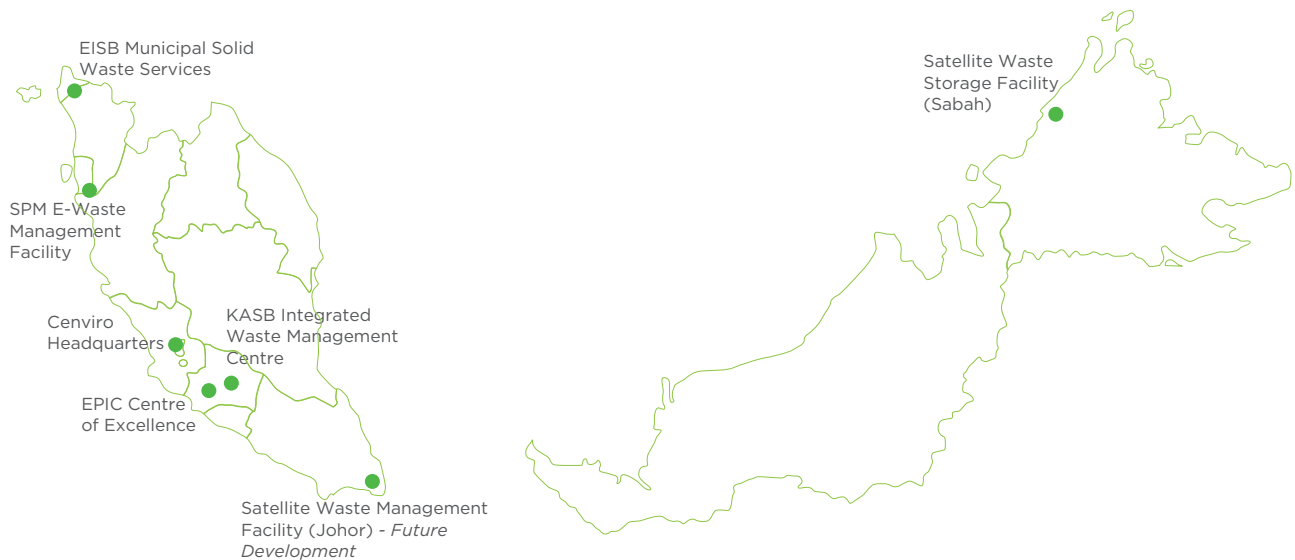 EISB Municipal Solid
Waste Services
Satellite Waste
Storage Facility
(Sabah)
SPM E-Waste
Management
Facility
Cenviro
Headquarters
KASB Integrated
Waste Management
Centre
EPIC Centre
of Excellence
Satellite Waste Management
Facility (Johor) - Future
Development